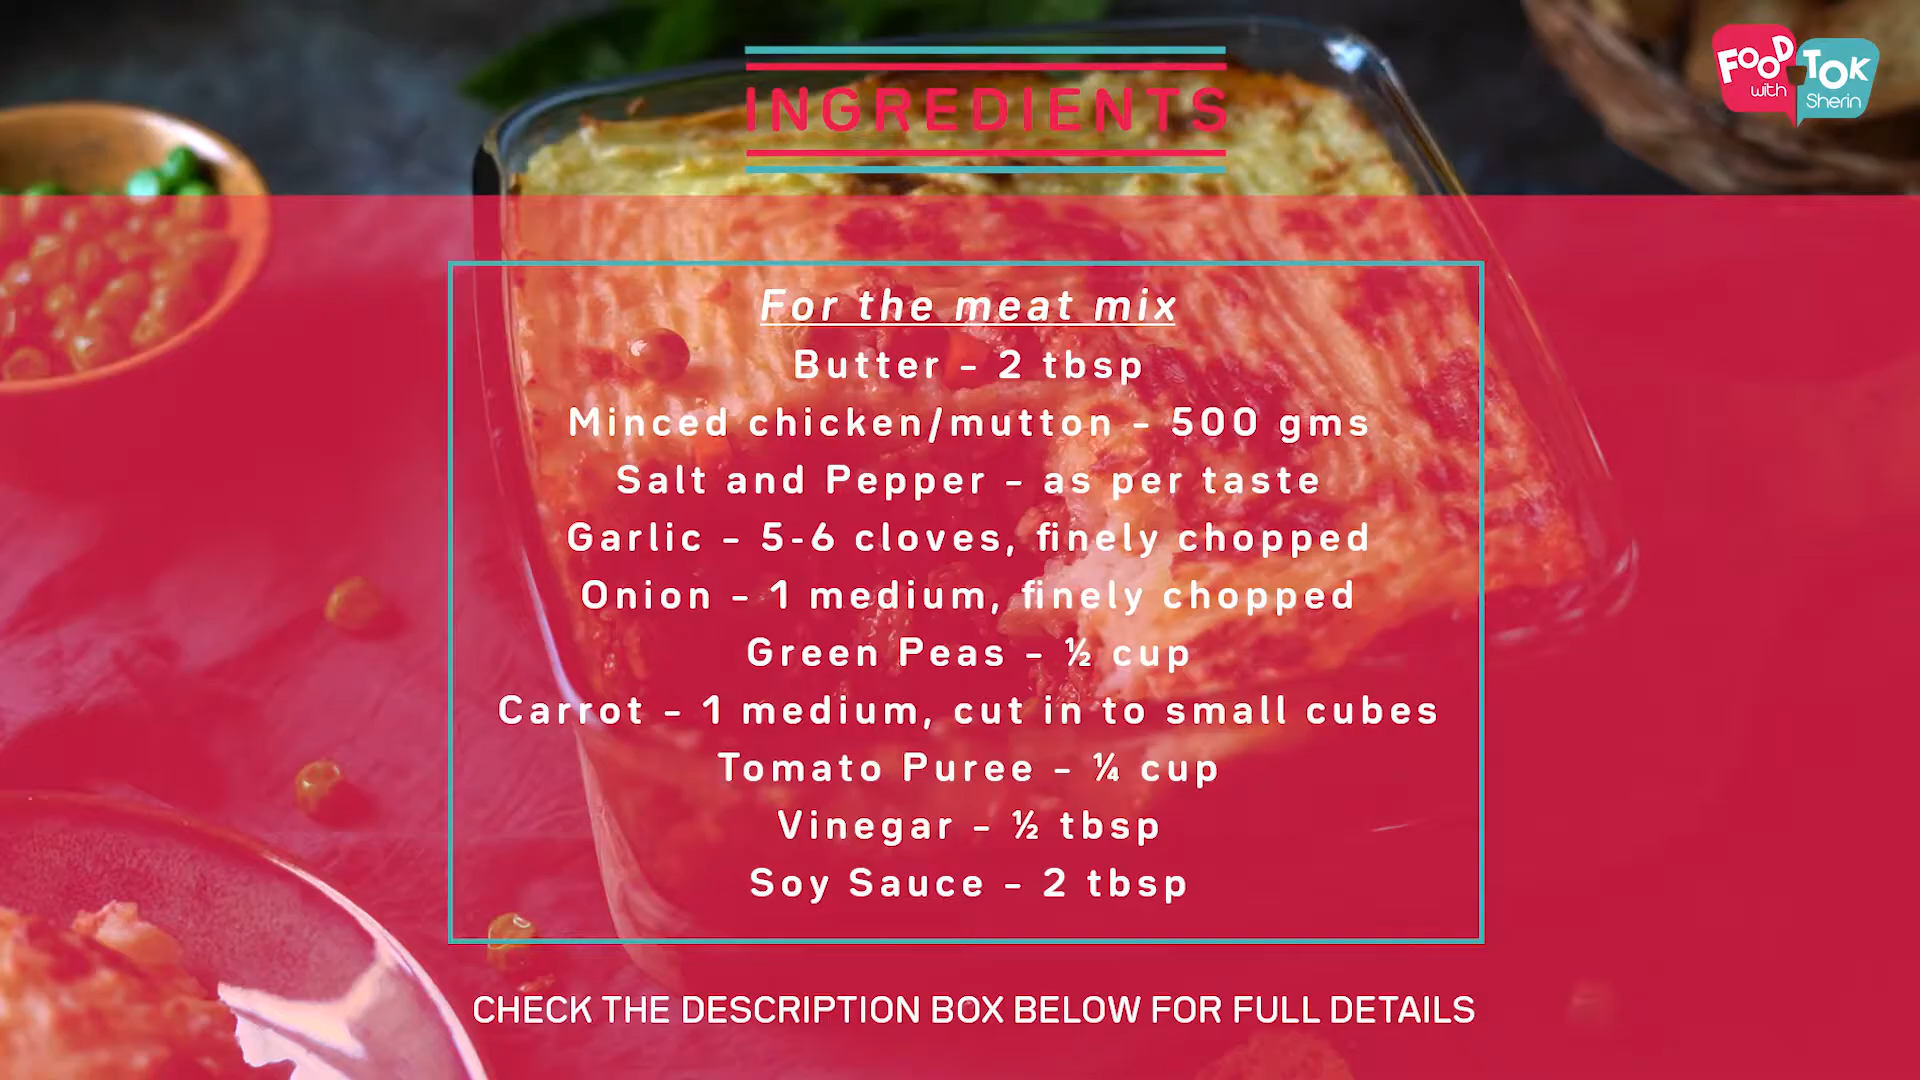 FOOD with TOK Sherin
INGREDIENTS
For the meat mix
Butter - 2 tbsp
Minced chicken/mutton - 500 gms
Salt and Pepper - as per taste
Garlic - 5-6 cloves, finely chopped
Onion - 1 medium, finely chopped
Green Peas - ½ cup
Carrot - 1 medium, cut in to small cubes
Tomato Puree - ¼ cup
Vinegar - ½ tbsp
Soy Sauce - 2 tbsp
CHECK THE DESCRIPTION BOX BELOW FOR FULL DETAILS